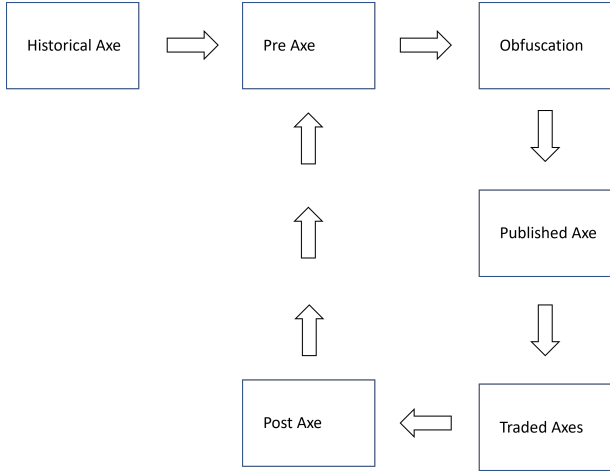 Historical Axe
Pre Axe
Obfuscation
Published Axe
Post Axe
Traded Axes